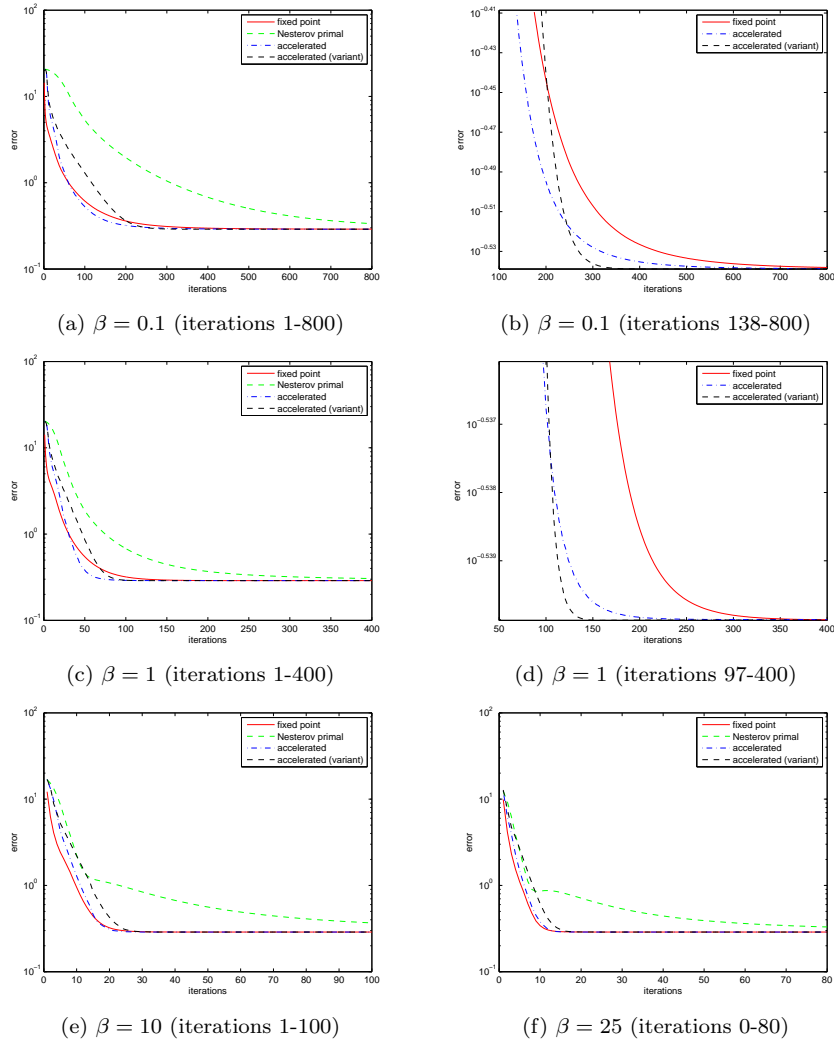 10^2
10^1
10^0
10^-1
error
0 100 200 300 400 500 600 700 800
iterations
fixed point
Nesterov primal
accelerated
accelerated (variant)
(a) β = 0.1 (iterations 1-800)
10^-0.41
10^-0.43
10^-0.45
10^-0.47
10^-0.49
10^-0.51
10^-0.53
error
100 200 300 400 500 600 700 800
iterations
fixed point
accelerated
accelerated (variant)
(b) β = 0.1 (iterations 138-800)
10^2
10^1
10^0
10^-1
error
0 50 100 150 200 250 300 350 400
iterations
fixed point
Nesterov primal
accelerated
accelerated (variant)
(c) β = 1 (iterations 1-400)
10^-0.537
10^-0.538
10^-0.539
error
50 100 150 200 250 300 350 400
iterations
fixed point
accelerated
accelerated (variant)
(d) β = 1 (iterations 97-400)
10^2
10^1
10^0
10^-1
error
0 10 20 30 40 50 60 70 80 90 100
iterations
fixed point
Nesterov primal
accelerated
accelerated (variant)
(e) β = 10 (iterations 1-100)
10^2
10^1
10^0
10^-1
error
0 10 20 30 40 50 60 70 80
iterations
fixed point
Nesterov primal
accelerated
accelerated (variant)
(f) β = 25 (iterations 0-80)